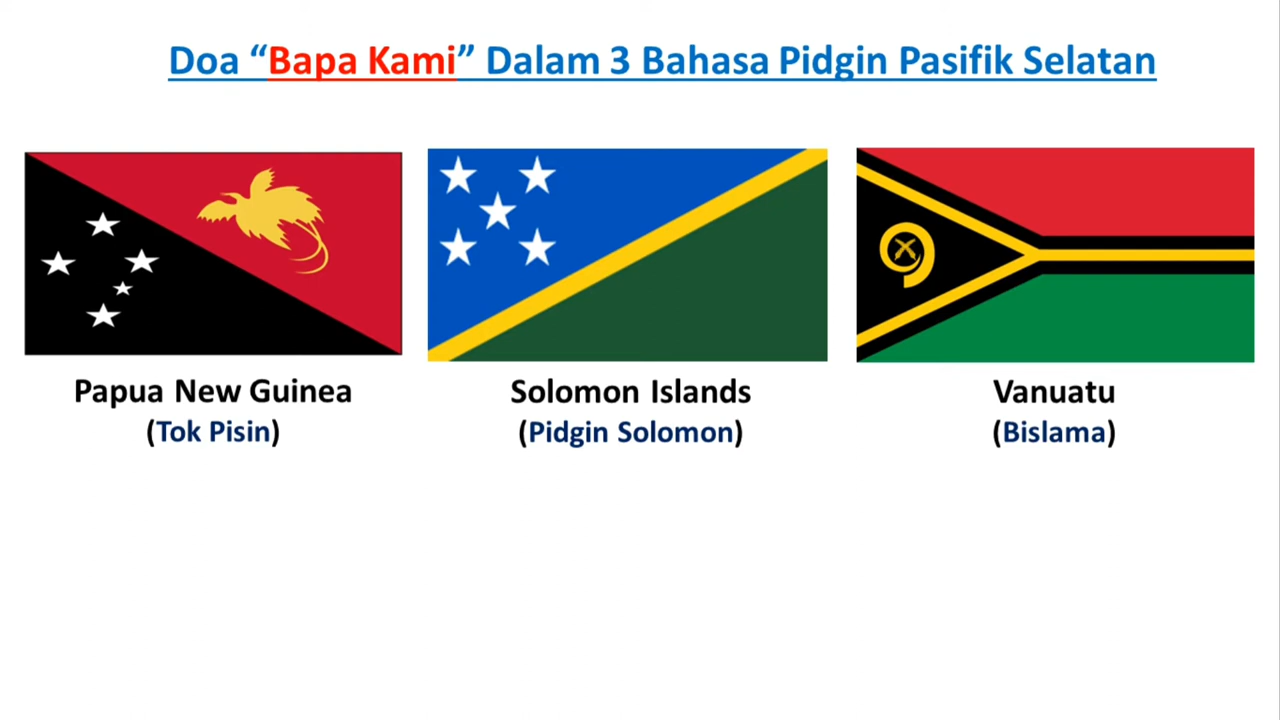 Doa “Bapa Kami” Dalam 3 Bahasa Pidgin Pasifik Selatan
Papua New Guinea
(Tok Pisin)
Solomon Islands
(Pidgin Solomon)
Vanuatu
(Bislama)